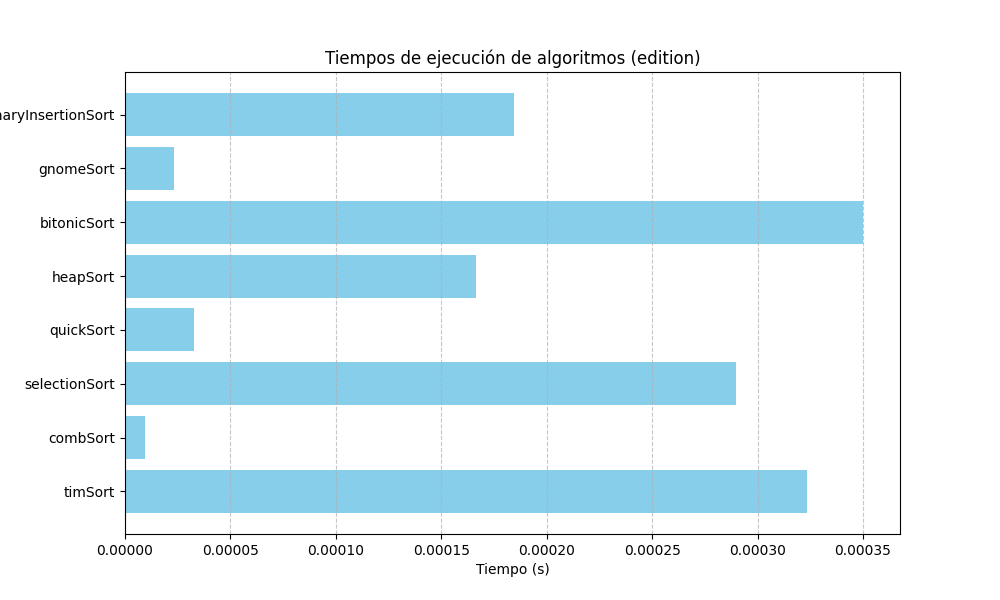 Tiempos de ejecución de algoritmos (edition)
naryInsertionSort
gnomeSort
bitonicSort
heapSort
quickSort
selectionSort
combSort
timSort
0.00000 0.00005 0.00010 0.00015 0.00020 0.00025 0.00030 0.00035
Tiempo (s)